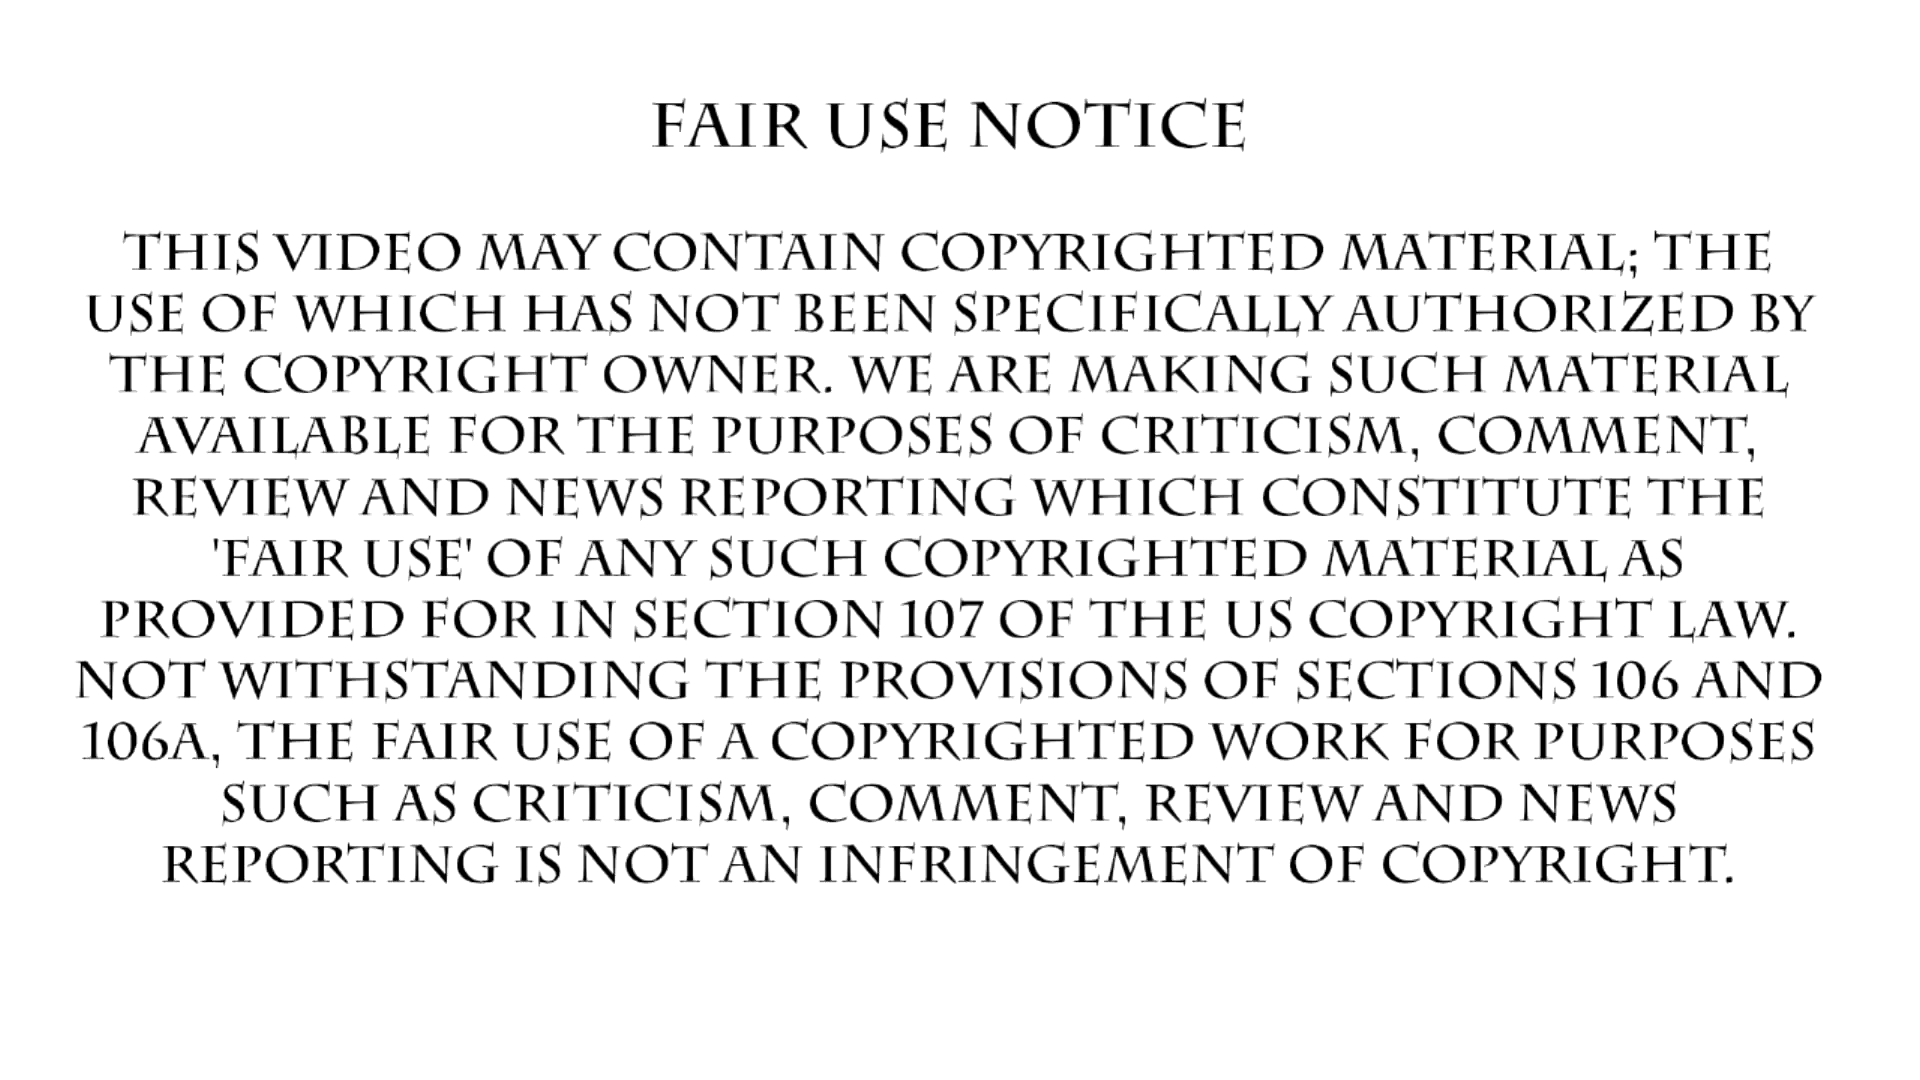 FAIR USE NOTICE
THIS VIDEO MAY CONTAIN COPYRIGHTED MATERIAL; THE
USE OF WHICH HAS NOT BEEN SPECIFICALLY AUTHORIZED BY
THE COPYRIGHT OWNER. WE ARE MAKING SUCH MATERIAL
AVAILABLE FOR THE PURPOSES OF CRITICISM, COMMENT,
REVIEW AND NEWS REPORTING WHICH CONSTITUTE THE
'FAIR USE' OF ANY SUCH COPYRIGHTED MATERIAL AS
PROVIDED FOR IN SECTION 107 OF THE US COPYRIGHT LAW.
NOT WITHSTANDING THE PROVISIONS OF SECTIONS 106 AND
106A, THE FAIR USE OF A COPYRIGHTED WORK FOR PURPOSES
SUCH AS CRITICISM, COMMENT, REVIEW AND NEWS
REPORTING IS NOT AN INFRINGEMENT OF COPYRIGHT.